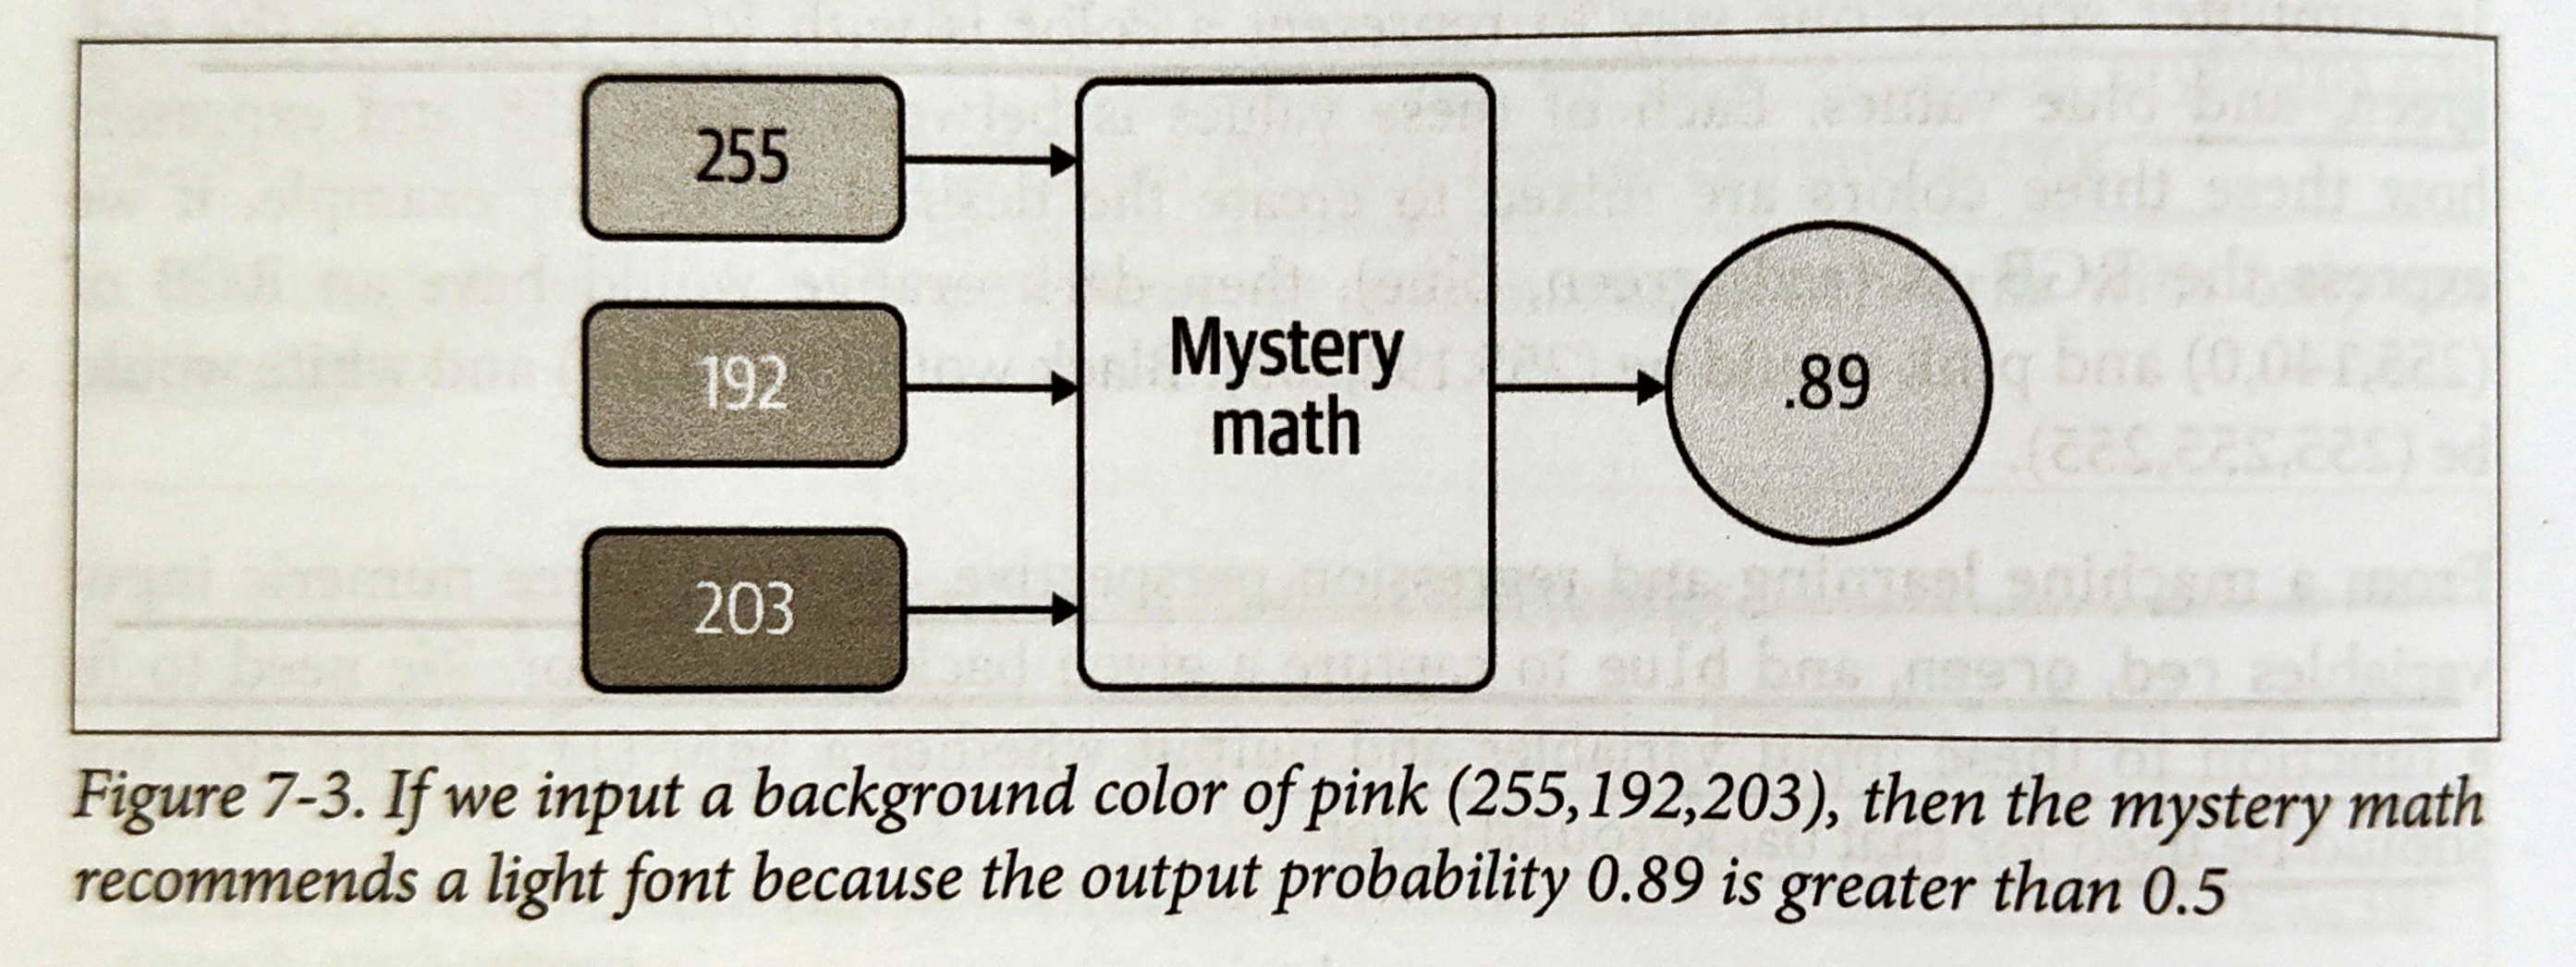 255
192
203
Mystery
math
.89
Figure 7-3. If we input a background color of pink (255,192,203), then the mystery math
recommends a light font because the output probability 0.89 is greater than 0.5